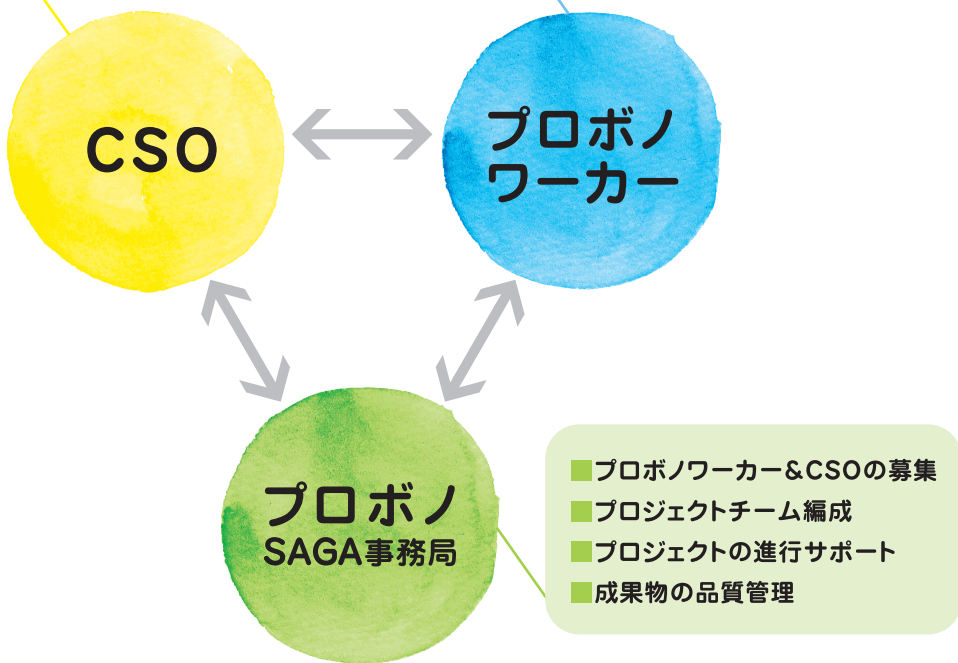 CSO
プロボノ
ワーカー
プロボノ
SAGA事務局
■プロボノワーカー&CSOの募集
■プロジェクトチーム編成
■プロジェクトの進行サポート
■成果物の品質管理